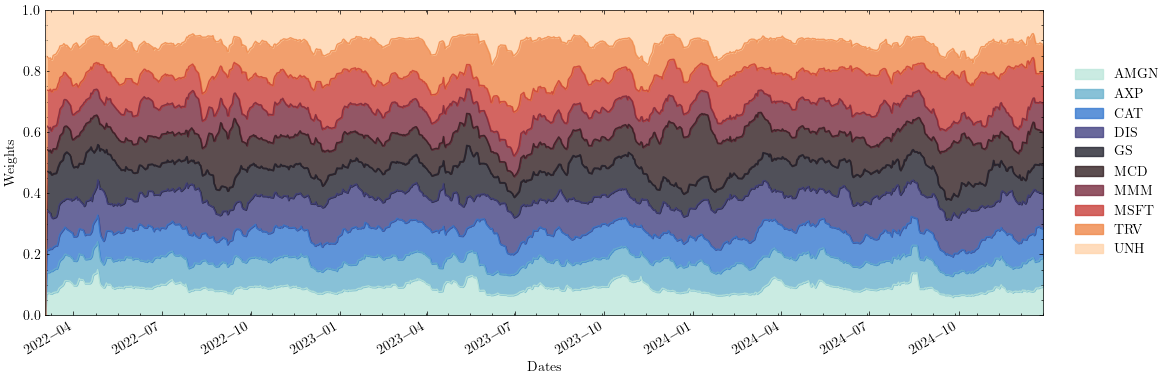 1.0
0.8
0.6
0.4
0.2
0.0
Weights
2022-04
2022-07
2022-10
2023-01
2023-04
2023-07
2023-10
2024-01
2024-04
2024-07
2024-10
Dates
AMGN
AXP
CAT
DIS
GS
MCD
MMM
MSFT
TRV
UNH